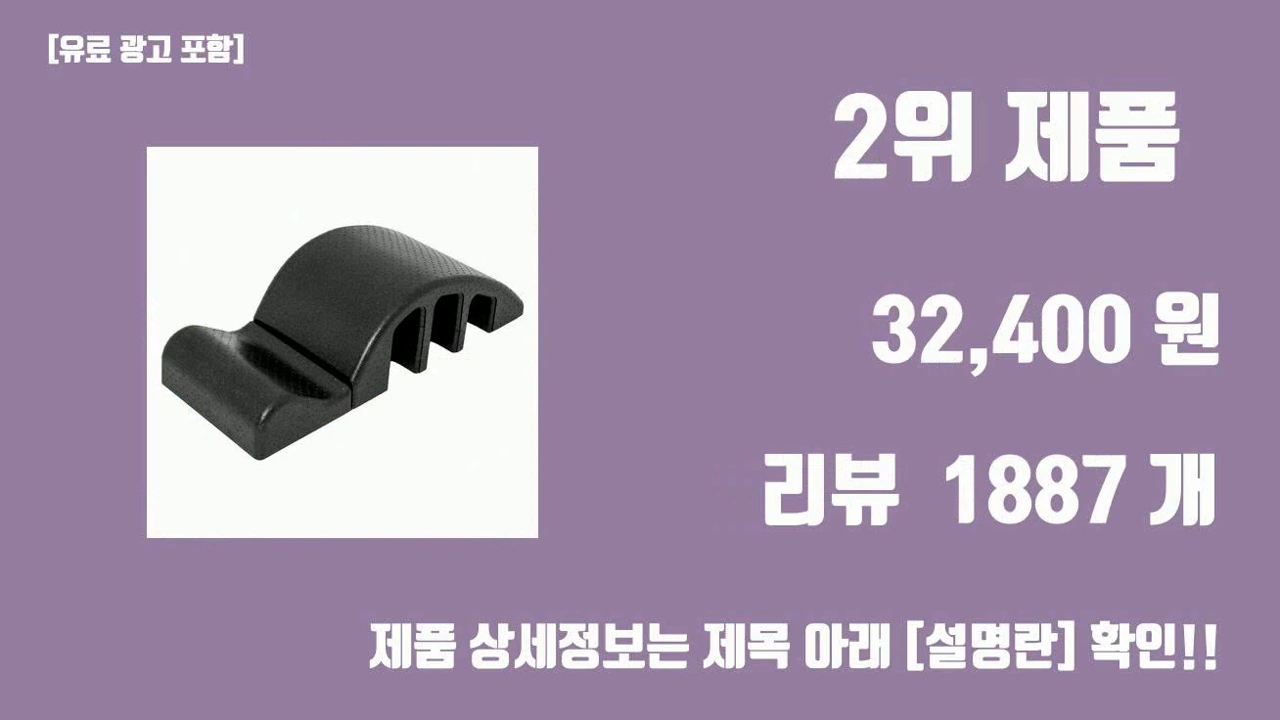 [유료 광고 포함]
2위 제품
32,400 원
리뷰 1887 개
제품 상세정보는 제목 아래 [설명란] 확인!!